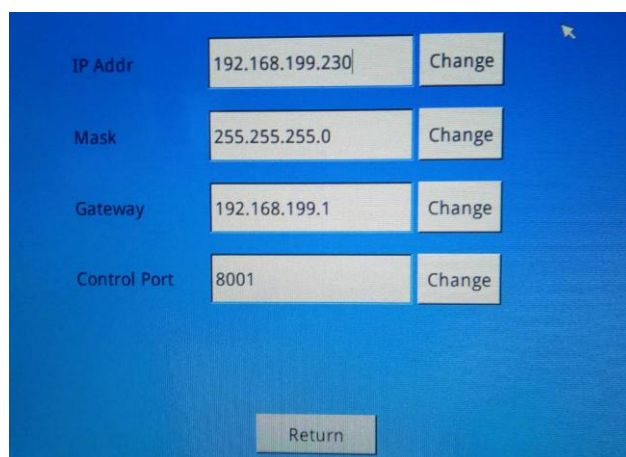 IP Addr 192.168.199.230 Change
Mask 255.255.255.0 Change
Gateway 192.168.199.1 Change
Control Port 8001 Change
Return